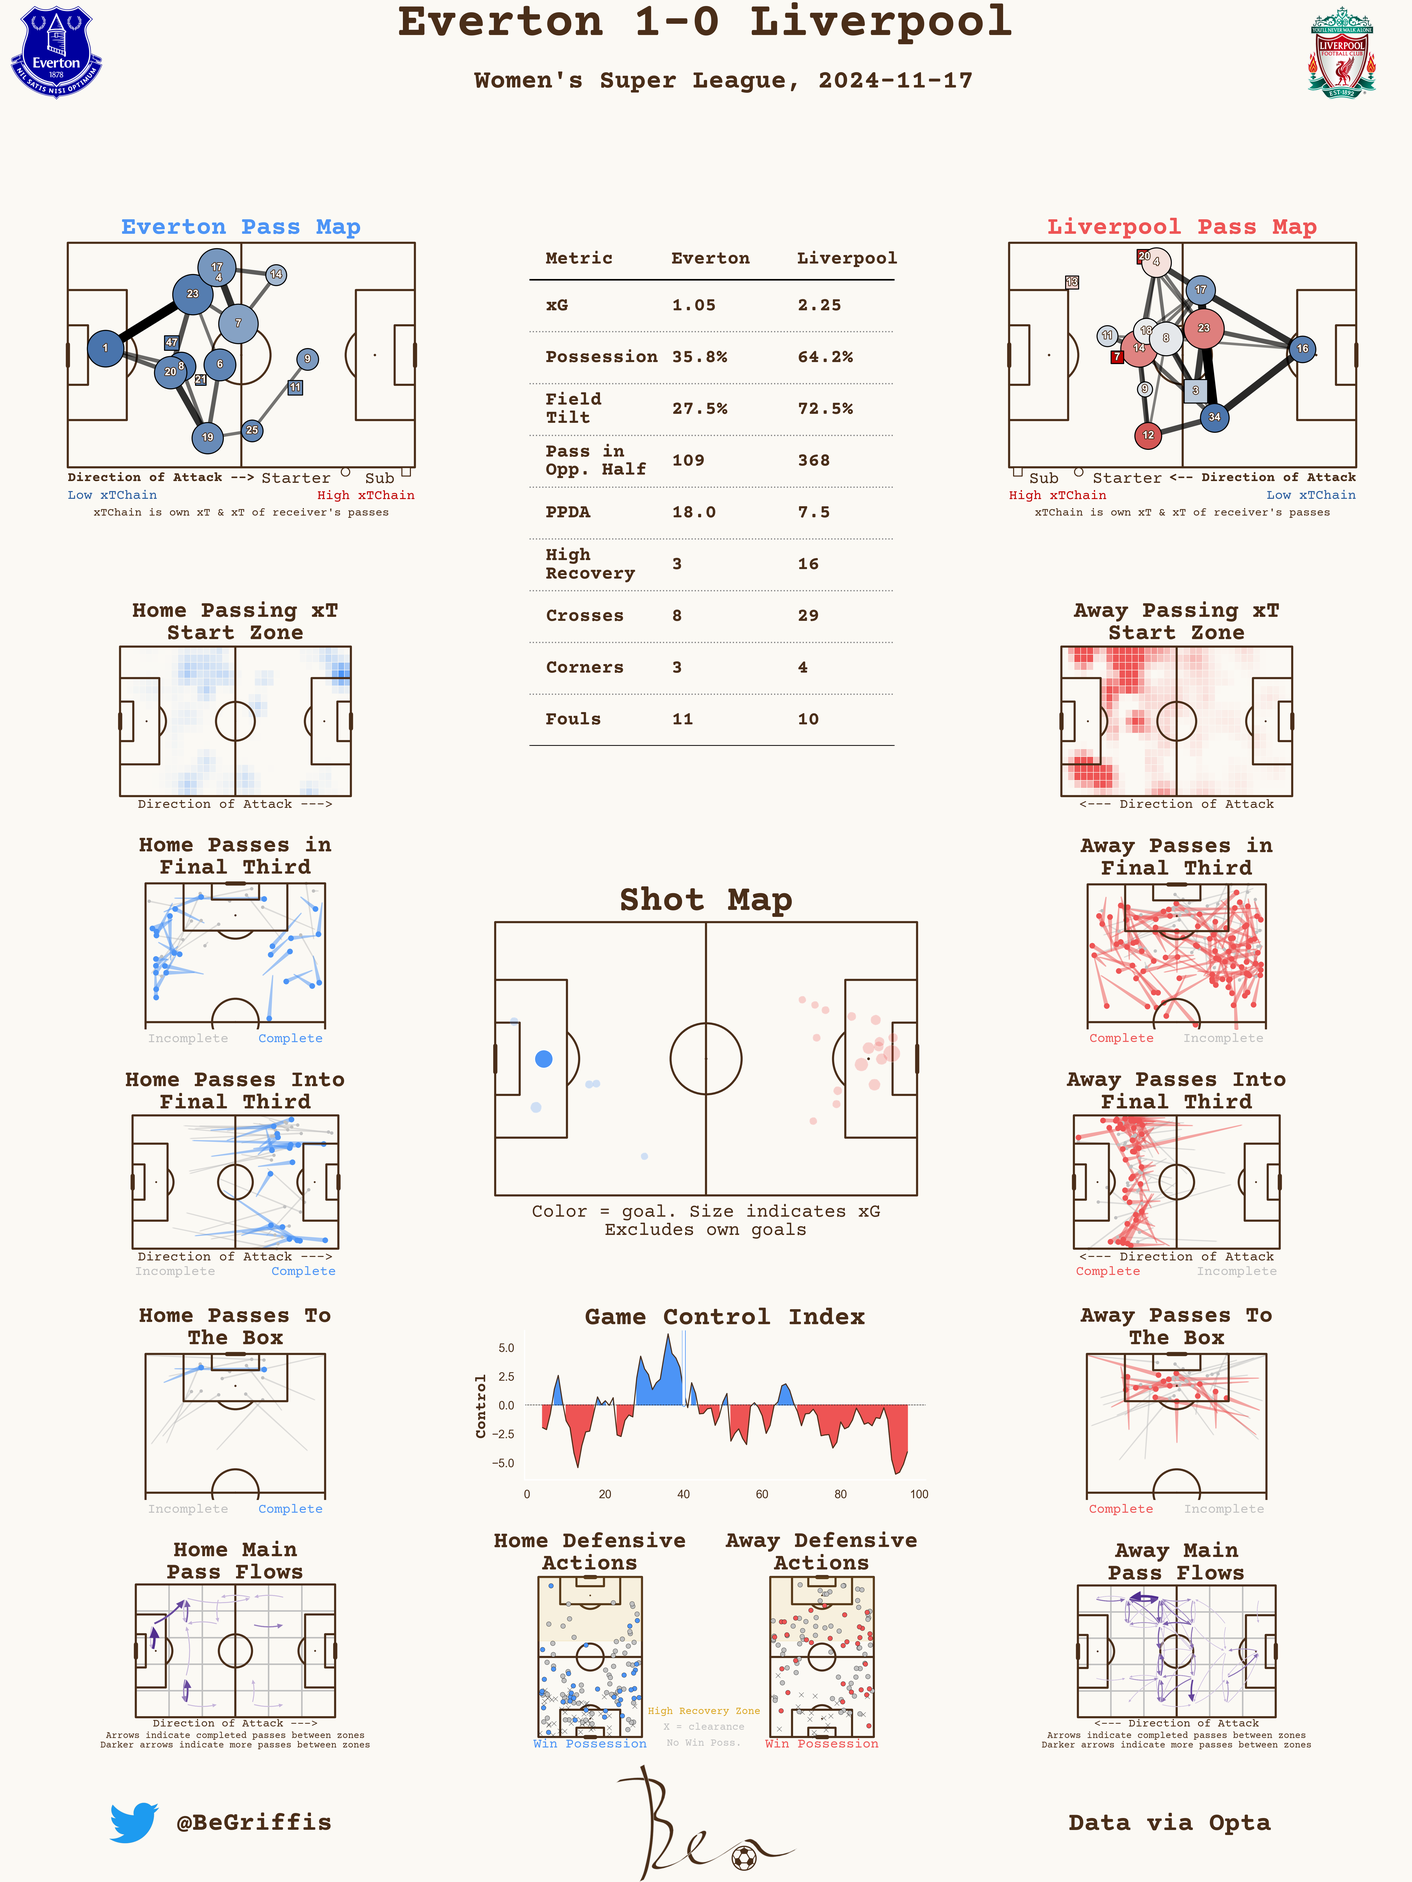 Everton 1-0 Liverpool
Women's Super League, 2024-11-17
Everton
1878
NIL SATIS NISI OPTIMUM
YOU'LL NEVER WALK ALONE
LIVERPOOL
FOOTBALL CLUB
EST·1892
Everton Pass Map
17
4
14
23
7
1
47
8
20
6
21
9
11
19
25
Direction of Attack --> Starter Sub
Low xTChain High xTChain
xTChain is own xT & xT of receiver's passes
Metric Everton Liverpool
xG 1.05 2.25
Possession 35.8% 64.2%
Field
Tilt 27.5% 72.5%
Pass in
Opp. Half 109 368
PPDA 18.0 7.5
High
Recovery 3 16
Crosses 8 29
Corners 3 4
Fouls 11 10
Liverpool Pass Map
20
4
13
17
11
18
8
23
14
7
16
9
3
34
12
Sub Starter <-- Direction of Attack
High xTChain Low xTChain
xTChain is own xT & xT of receiver's passes
Home Passing xT
Start Zone
Direction of Attack --->
Away Passing xT
Start Zone
<--- Direction of Attack
Home Passes in
Final Third
Incomplete Complete
Away Passes in
Final Third
Complete Incomplete
Shot Map
Color = goal. Size indicates xG
Excludes own goals
Home Passes Into
Final Third
Direction of Attack --->
Incomplete Complete
Away Passes Into
Final Third
<--- Direction of Attack
Complete Incomplete
Home Passes To
The Box
Incomplete Complete
Game Control Index
Control
5.0
2.5
0.0
−2.5
−5.0
0 20 40 60 80 100
Away Passes To
The Box
Complete Incomplete
Home Main
Pass Flows
Direction of Attack --->
Arrows indicate completed passes between zones
Darker arrows indicate more passes between zones
Home Defensive
Actions
Win Possession
Away Defensive
Actions
Win Possession
High Recovery Zone
X = clearance
No Win Poss.
Away Main
Pass Flows
<--- Direction of Attack
Arrows indicate completed passes between zones
Darker arrows indicate more passes between zones
@BeGriffis
Ben
Data via Opta